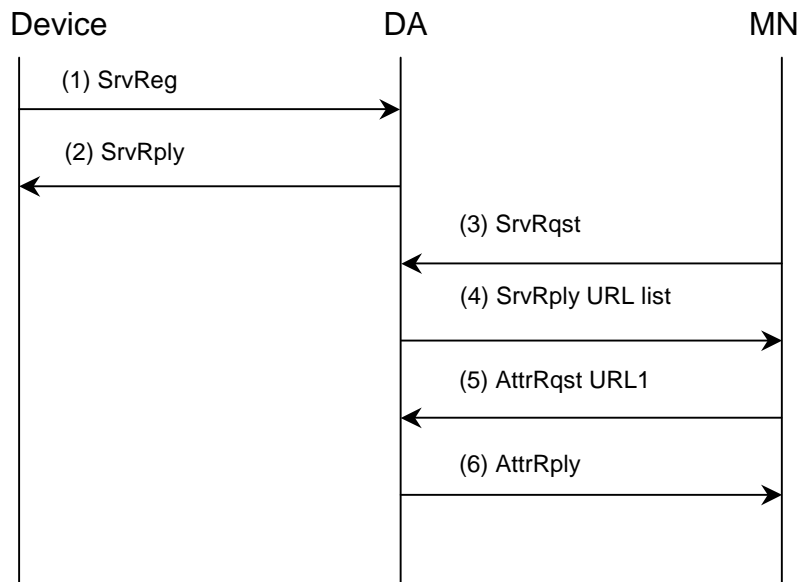 Device DA MN
(1) SrvReg
(2) SrvRply
(3) SrvRqst
(4) SrvRply URL list
(5) AttrRqst URL1
(6) AttrRply